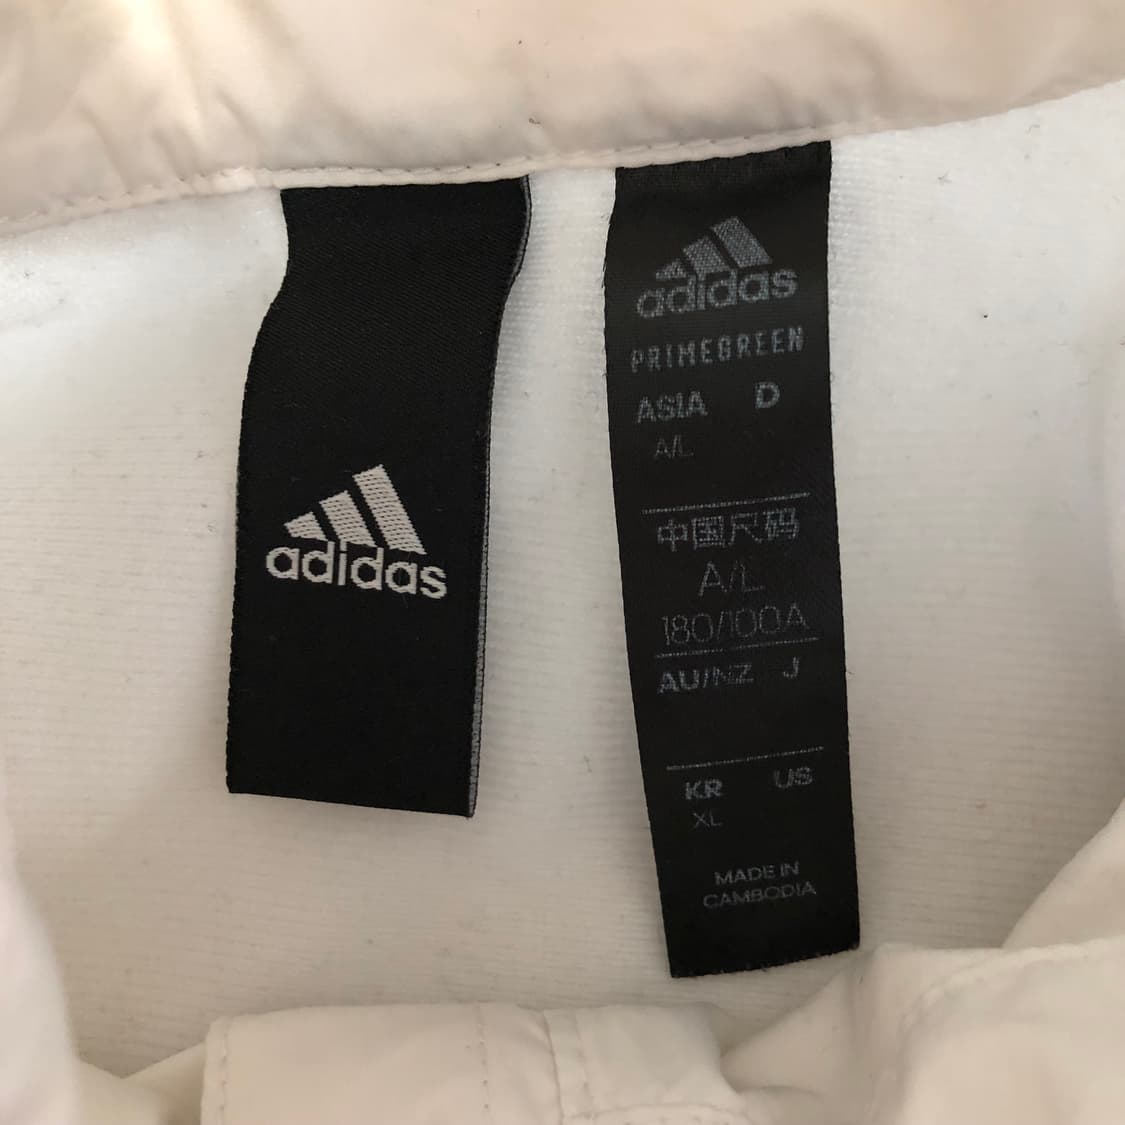 adidas
adidas
PRIMEGREEN
ASIA D
A/L
中国尺码
A/L
180/100A
AU/NZ J
KR US
XL
MADE IN
CAMBODIA